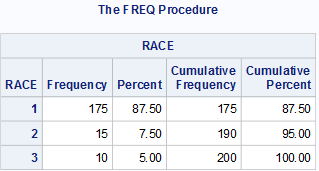 The FREQ Procedure
RACE
RACE Frequency Percent Cumulative Frequency Cumulative Percent
1 175 87.50 175 87.50
2 15 7.50 190 95.00
3 10 5.00 200 100.00